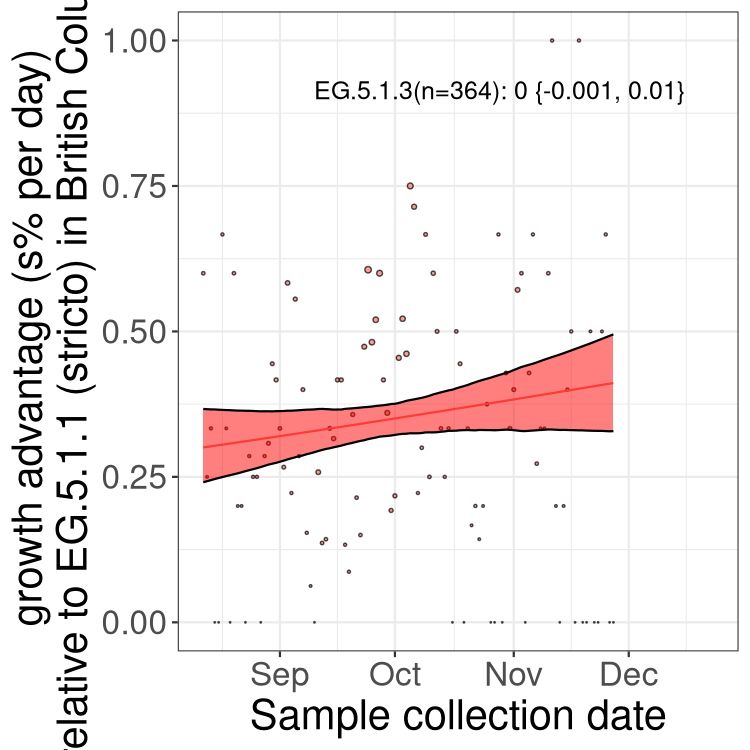 growth advantage (s% per day)
relative to EG.5.1.1 (stricto) in British Colu
1.00
0.75
0.50
0.25
0.00
EG.5.1.3(n=364): 0 {-0.001, 0.01}
Sep Oct Nov Dec
Sample collection date